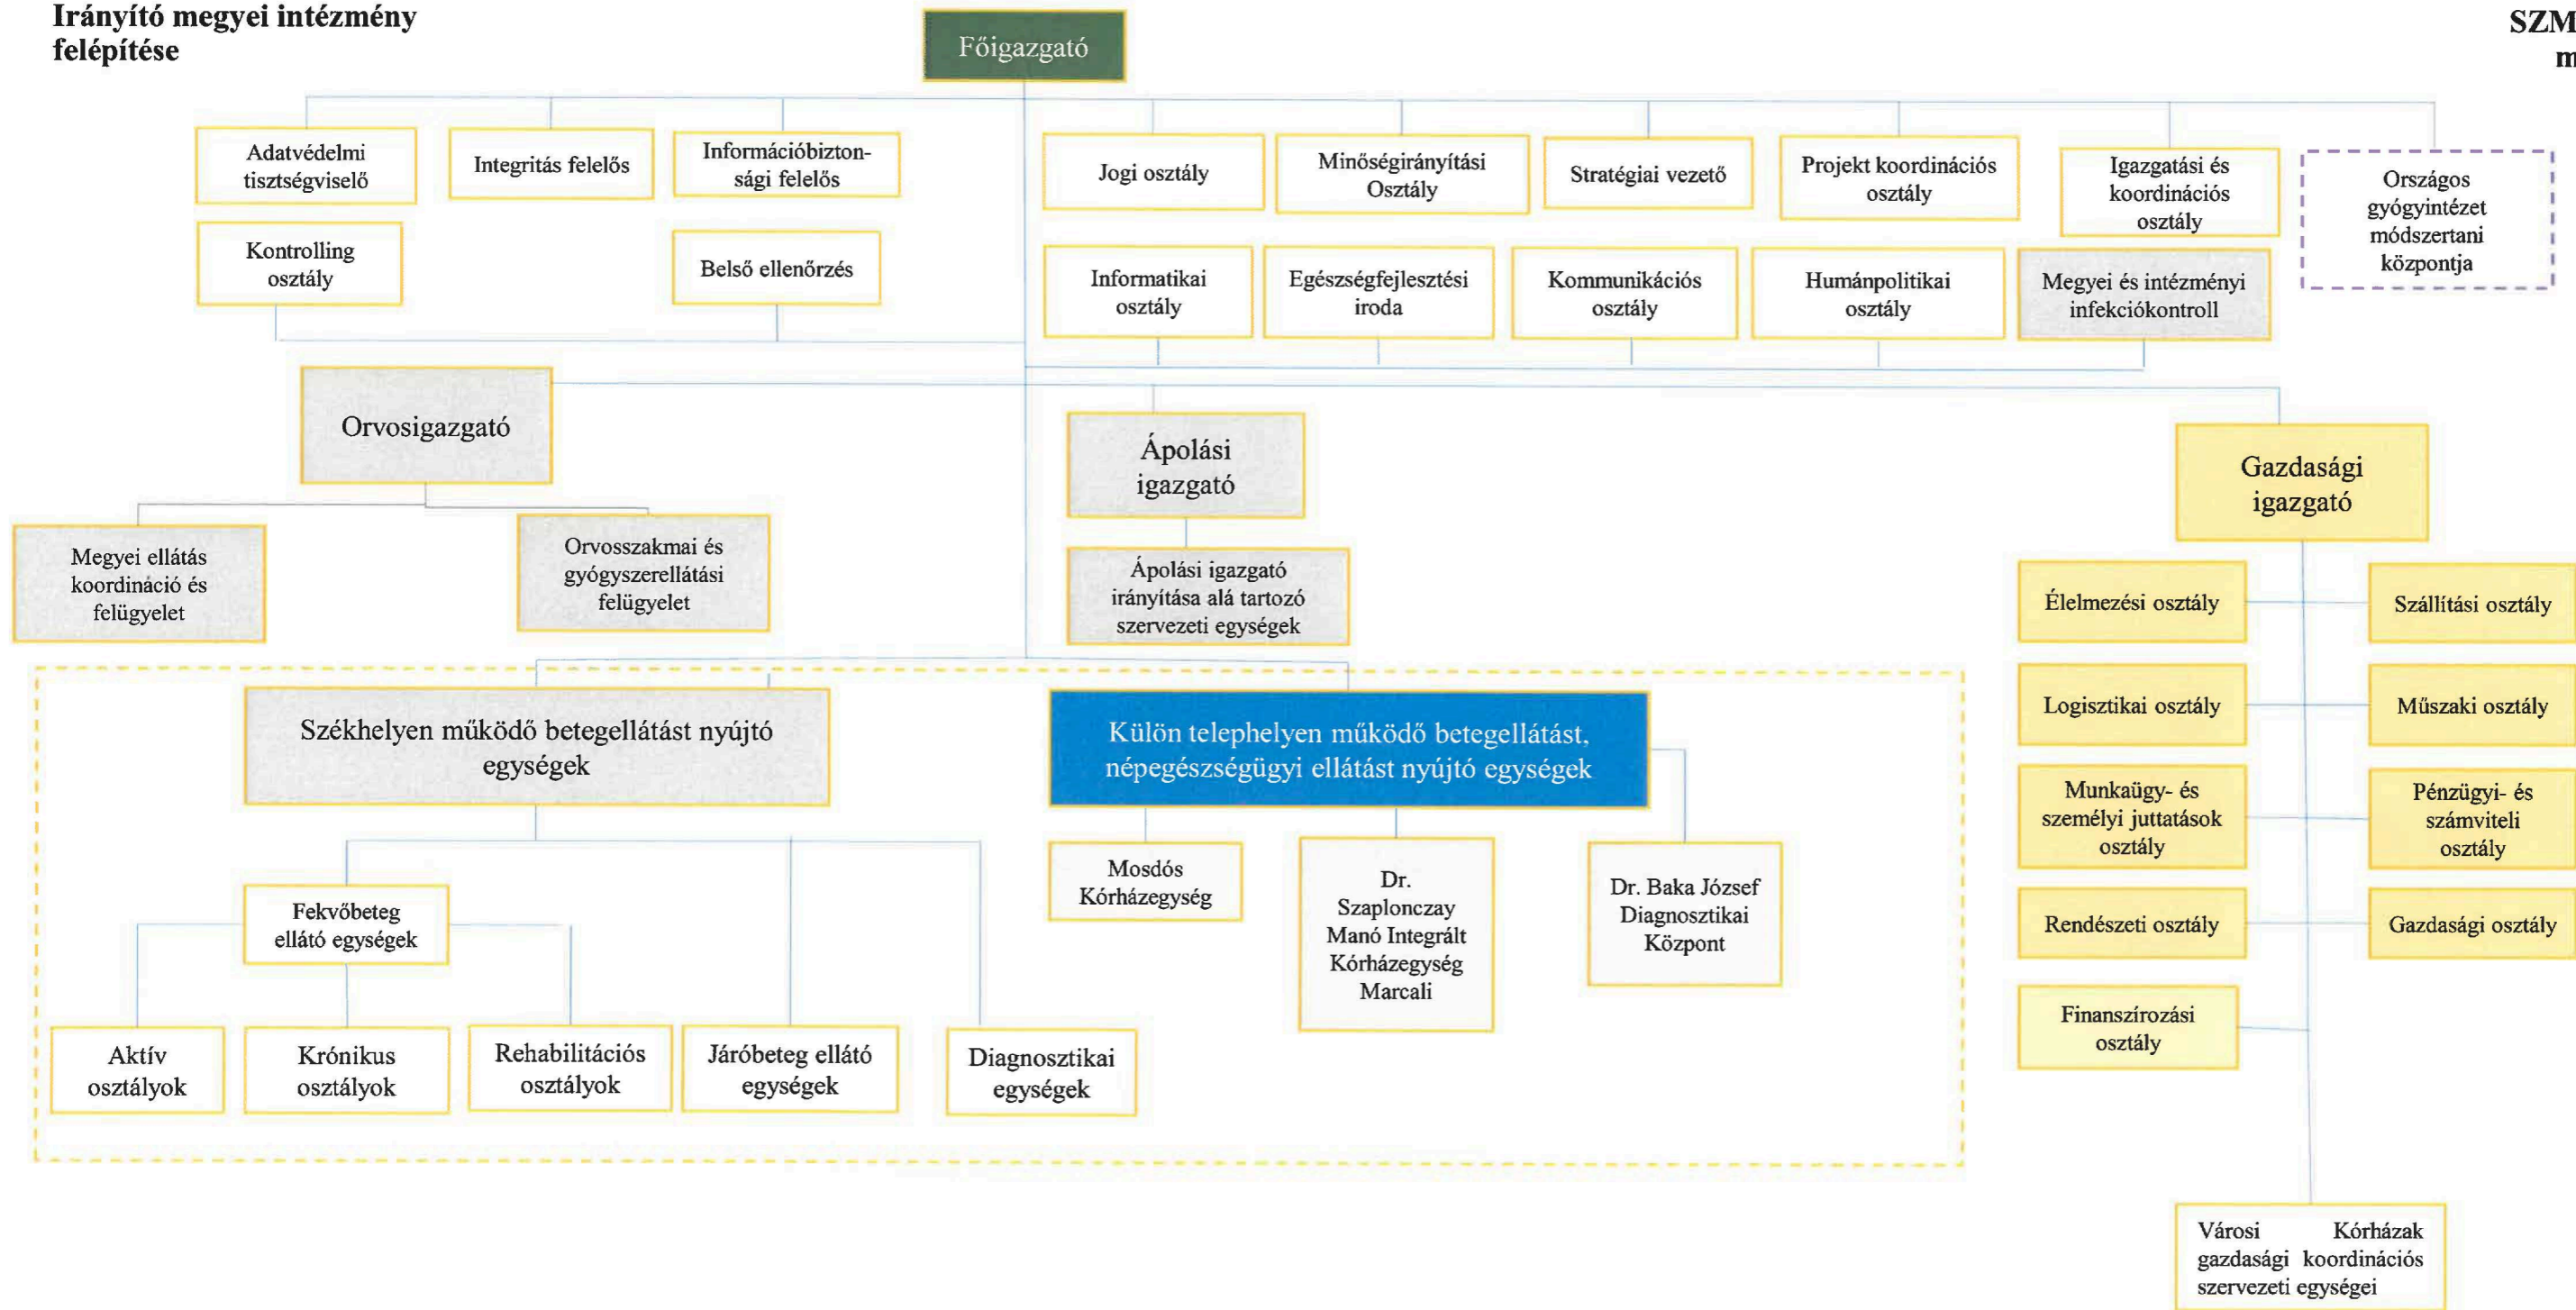 Irányító megyei intézmény
felépítése
SZM
m
Főigazgató
Adatvédelmi
tisztségviselő
Integritás felelős
Információbizton-
sági felelős
Jogi osztály
Minőségirányítási
Osztály
Stratégiai vezető
Projekt koordinációs
osztály
Igazgatási és
koordinációs
osztály
Országos
gyógyintézet
módszertani
központja
Kontrolling
osztály
Belső ellenőrzés
Informatikai
osztály
Egészségfejlesztési
iroda
Kommunikációs
osztály
Humánpolitikai
osztály
Megyei és intézményi
infekciókontroll
Orvosigazgató
Ápolási
igazgató
Gazdasági
igazgató
Megyei ellátás
koordináció és
felügyelet
Orvosszakmai és
gyógyszerellátási
felügyelet
Ápolási igazgató
irányítása alá tartozó
szervezeti egységek
Élelmezési osztály
Szállítási osztály
Logisztikai osztály
Műszaki osztály
Munkaügy- és
személyi juttatások
osztály
Pénzügyi- és
számviteli
osztály
Rendészeti osztály
Gazdasági osztály
Finanszírozási
osztály
Székhelyen működő betegellátást nyújtó
egységek
Külön telephelyen működő betegellátást,
népegészségügyi ellátást nyújtó egységek
Mosdós
Kórházegység
Dr.
Szaplonczay
Manó Integrált
Kórházegység
Marcali
Dr. Baka József
Diagnosztikai
Központ
Fekvőbeteg
ellátó egységek
Aktív
osztályok
Krónikus
osztályok
Rehabilitációs
osztályok
Járóbeteg ellátó
egységek
Diagnosztikai
egységek
Városi Kórházak
gazdasági koordinációs
szervezeti egységei